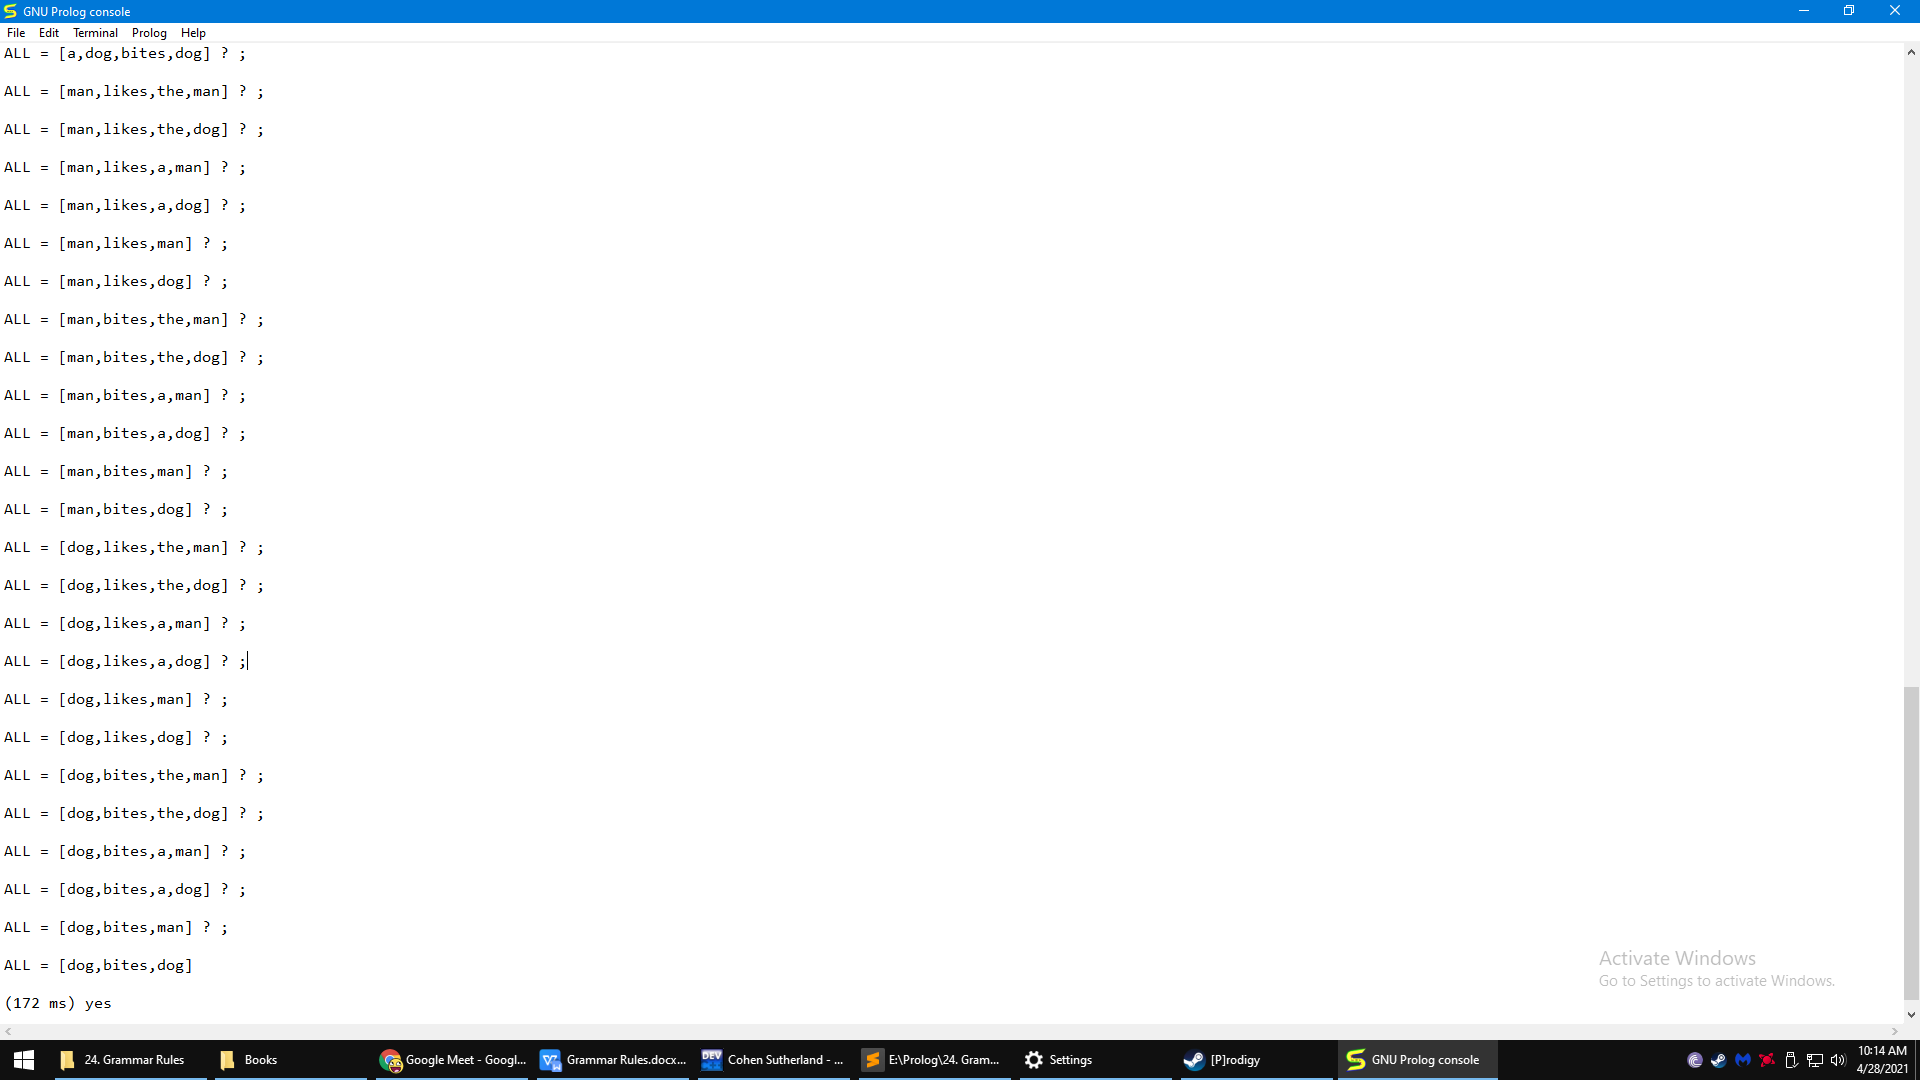 GNU Prolog console
File Edit Terminal Prolog Help
ALL = [a,dog,bites,dog] ? ;
ALL = [man,likes,the,man] ? ;
ALL = [man,likes,the,dog] ? ;
ALL = [man,likes,a,man] ? ;
ALL = [man,likes,a,dog] ? ;
ALL = [man,likes,man] ? ;
ALL = [man,likes,dog] ? ;
ALL = [man,bites,the,man] ? ;
ALL = [man,bites,the,dog] ? ;
ALL = [man,bites,a,man] ? ;
ALL = [man,bites,a,dog] ? ;
ALL = [man,bites,man] ? ;
ALL = [man,bites,dog] ? ;
ALL = [dog,likes,the,man] ? ;
ALL = [dog,likes,the,dog] ? ;
ALL = [dog,likes,a,man] ? ;
ALL = [dog,likes,a,dog] ? ;
ALL = [dog,likes,man] ? ;
ALL = [dog,likes,dog] ? ;
ALL = [dog,bites,the,man] ? ;
ALL = [dog,bites,the,dog] ? ;
ALL = [dog,bites,a,man] ? ;
ALL = [dog,bites,a,dog] ? ;
ALL = [dog,bites,man] ? ;
ALL = [dog,bites,dog]
(172 ms) yes
Activate Windows
Go to Settings to activate Windows.
24. Grammar Rules
Books
Google Meet - Googl...
Grammar Rules.docx...
DEV
Cohen Sutherland - ...
E:\Prolog\24. Gram...
Settings
[P]rodigy
GNU Prolog console
10:14 AM
4/28/2021